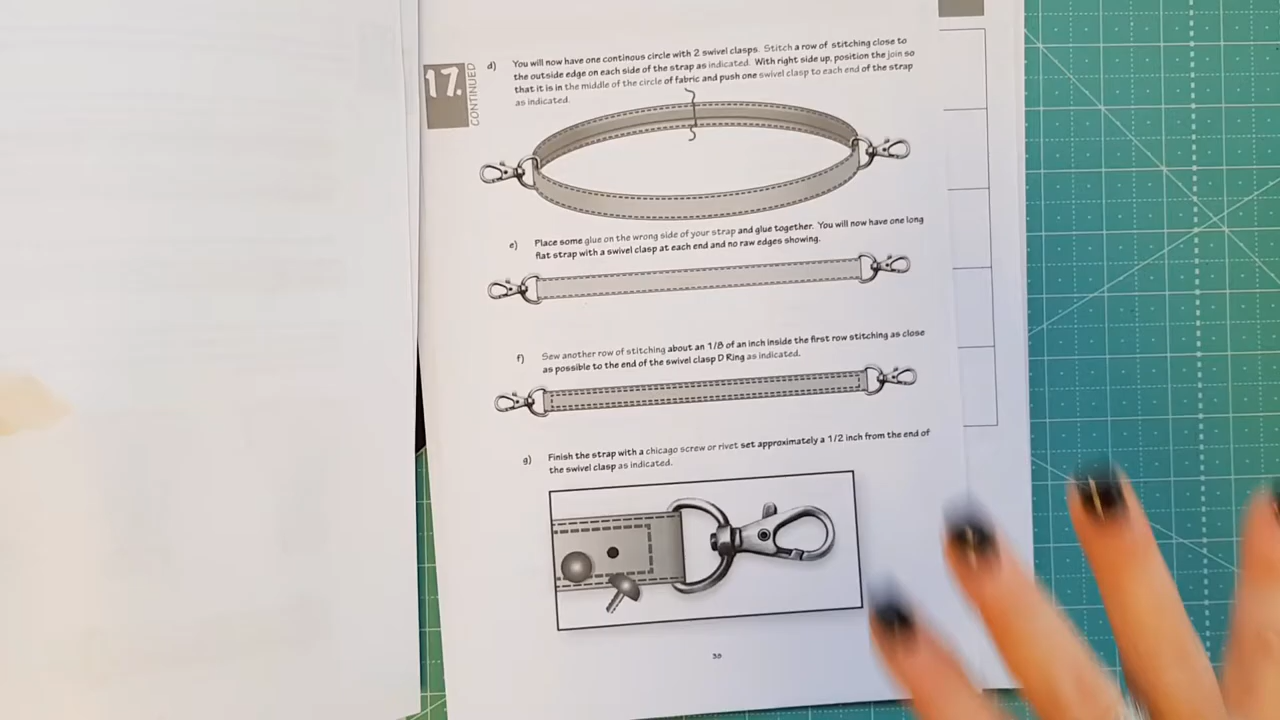 17.
CONTINUED
d) You will now have one continous circle with 2 swivel clasps. Stitch a row of stitching close to
the outside edge on each side of the strap as indicated. With right side up, position the join so
that it is in the middle of the circle of fabric and push one swivel clasp to each end of the strap
as indicated.
e) Place some glue on the wrong side of your strap and glue together. You will now have one long
flat strap with a swivel clasp at each end and no raw edges showing.
f) Sew another row of stitching about an 1/8 of an inch inside the first row stitching as close
as possible to the end of the swivel clasp D Ring as indicated.
g) Finish the strap with a chicago screw or rivet set approximately a 1/2 inch from the end of
the swivel clasp as indicated.